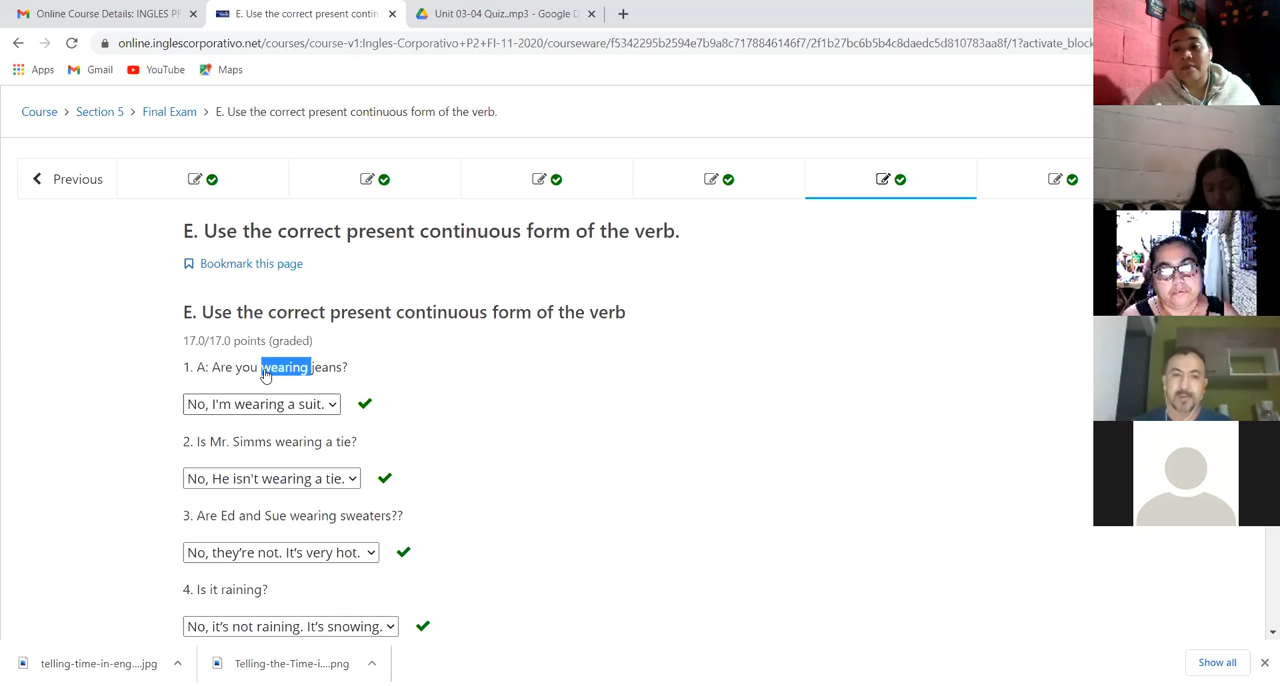 Online Course Details: INGLES PF
E. Use the correct present contin
Unit 03-04 Quiz..mp3 - Google D
online.inglescorporativo.net/courses/course-v1:Ingles-Corporativo+P2+FI-11-2020/courseware/f5342295b2594e7b9a8c7178846146f7/2f1b27bc6b5b4c8daedc5d810783aa8f/1?activate_block
Apps
Gmail
YouTube
Maps
Course > Section 5 > Final Exam > E. Use the correct present continuous form of the verb.
Previous
E. Use the correct present continuous form of the verb.
Bookmark this page
E. Use the correct present continuous form of the verb
17.0/17.0 points (graded)
1. A: Are you wearing jeans?
No, I'm wearing a suit.
2. Is Mr. Simms wearing a tie?
No, He isn't wearing a tie.
3. Are Ed and Sue wearing sweaters??
No, they're not. It's very hot.
4. Is it raining?
No, it's not raining. It's snowing.
telling-time-in-eng....jpg
Telling-the-Time-i....png
Show all